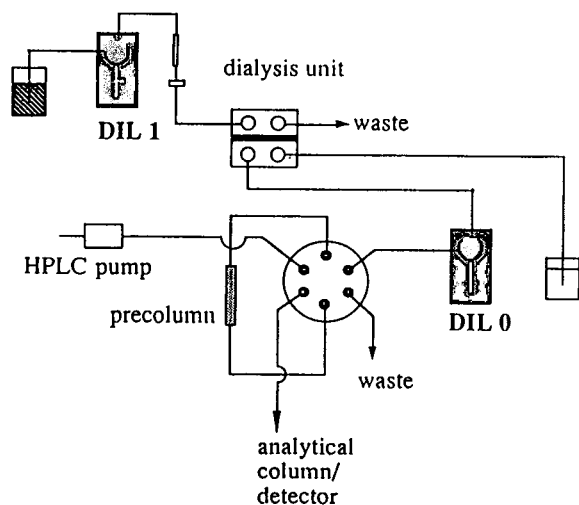 dialysis unit
DIL 1
waste
HPLC pump
precolumn
DIL 0
waste
analytical
column/
detector